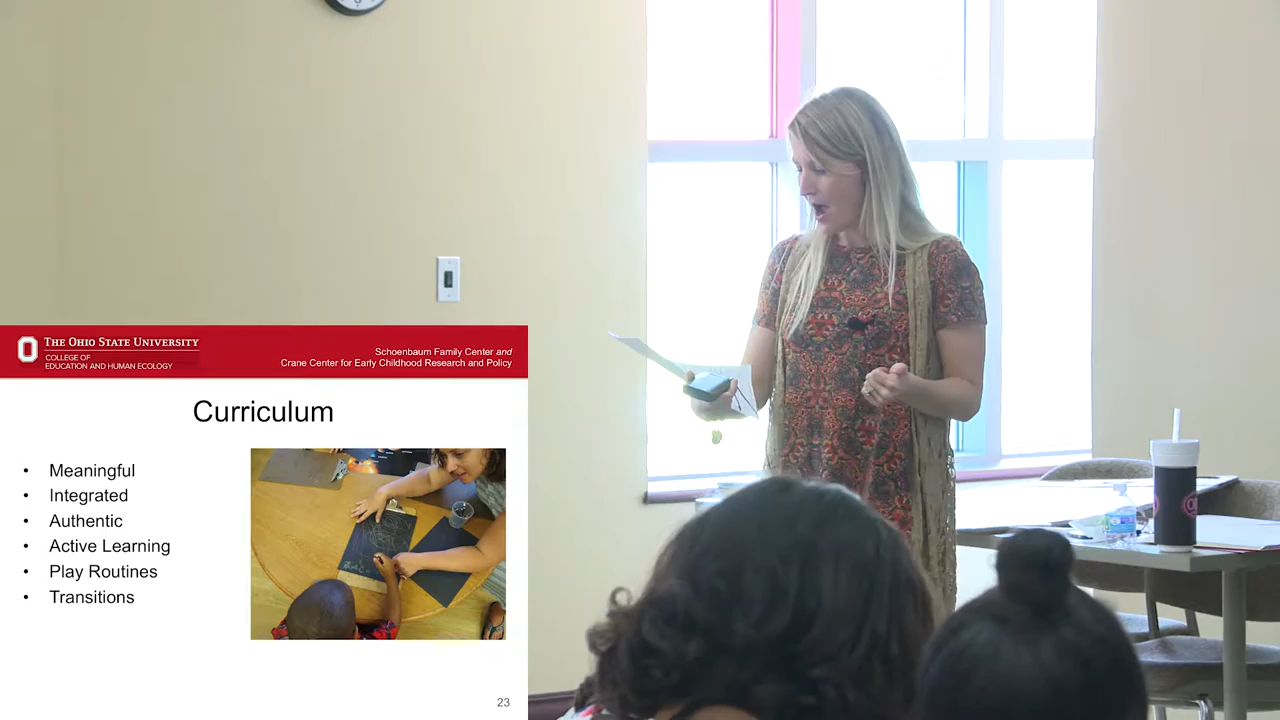 THE OHIO STATE UNIVERSITY
COLLEGE OF
EDUCATION AND HUMAN ECOLOGY
Schoenbaum Family Center and
Crane Center for Early Childhood Research and Policy
Curriculum
• Meaningful
• Integrated
• Authentic
• Active Learning
• Play Routines
• Transitions
23